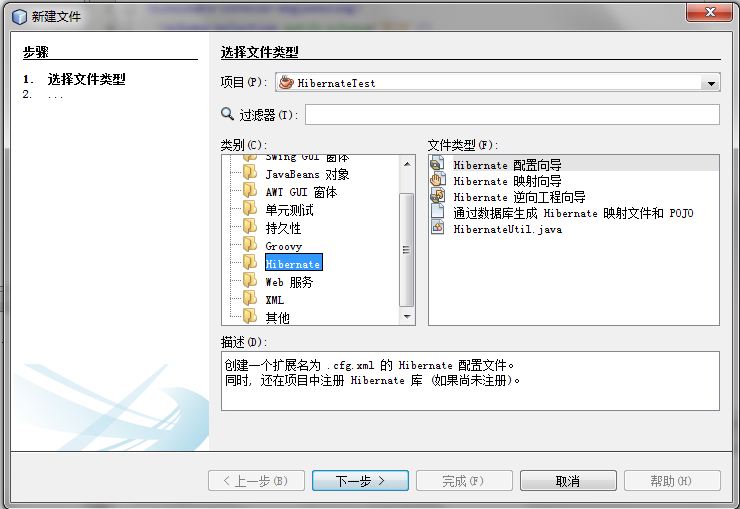 新建文件
步骤
1. 选择文件类型
2. ...
选择文件类型
项目(P): HibernateTest
过滤器(T):
类别(C):
Swing GUI 窗体
JavaBeans 对象
AWT GUI 窗体
单元测试
持久性
Groovy
Hibernate
Web 服务
XML
其他
文件类型(F):
Hibernate 配置向导
Hibernate 映射向导
Hibernate 逆向工程向导
通过数据库生成 Hibernate 映射文件和 POJO
HibernateUtil.java
描述(D):
创建一个扩展名为 .cfg.xml 的 Hibernate 配置文件。
同时, 还在项目中注册 Hibernate 库 (如果尚未注册)。
< 上一步(B)
下一步 >
完成(F)
取消
帮助(H)